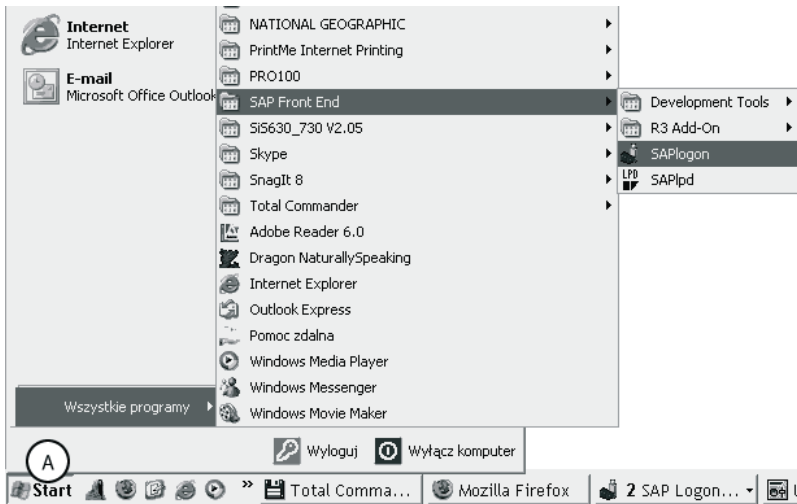 Internet
Internet Explorer
E-mail
Microsoft Office Outlook
Wszystkie programy
NATIONAL GEOGRAPHIC
PrintMe Internet Printing
PRO100
SAP Front End
SiS630_730 V2.05
Skype
SnagIt 8
Total Commander
Adobe Reader 6.0
Dragon NaturallySpeaking
Internet Explorer
Outlook Express
Pomoc zdalna
Windows Media Player
Windows Messenger
Windows Movie Maker
Development Tools
R3 Add-On
SAPlogon
LPD SAPlpd
Wyloguj Wyłącz komputer
A
Start » Total Comma... Mozilla Firefox 2 SAP Logon...